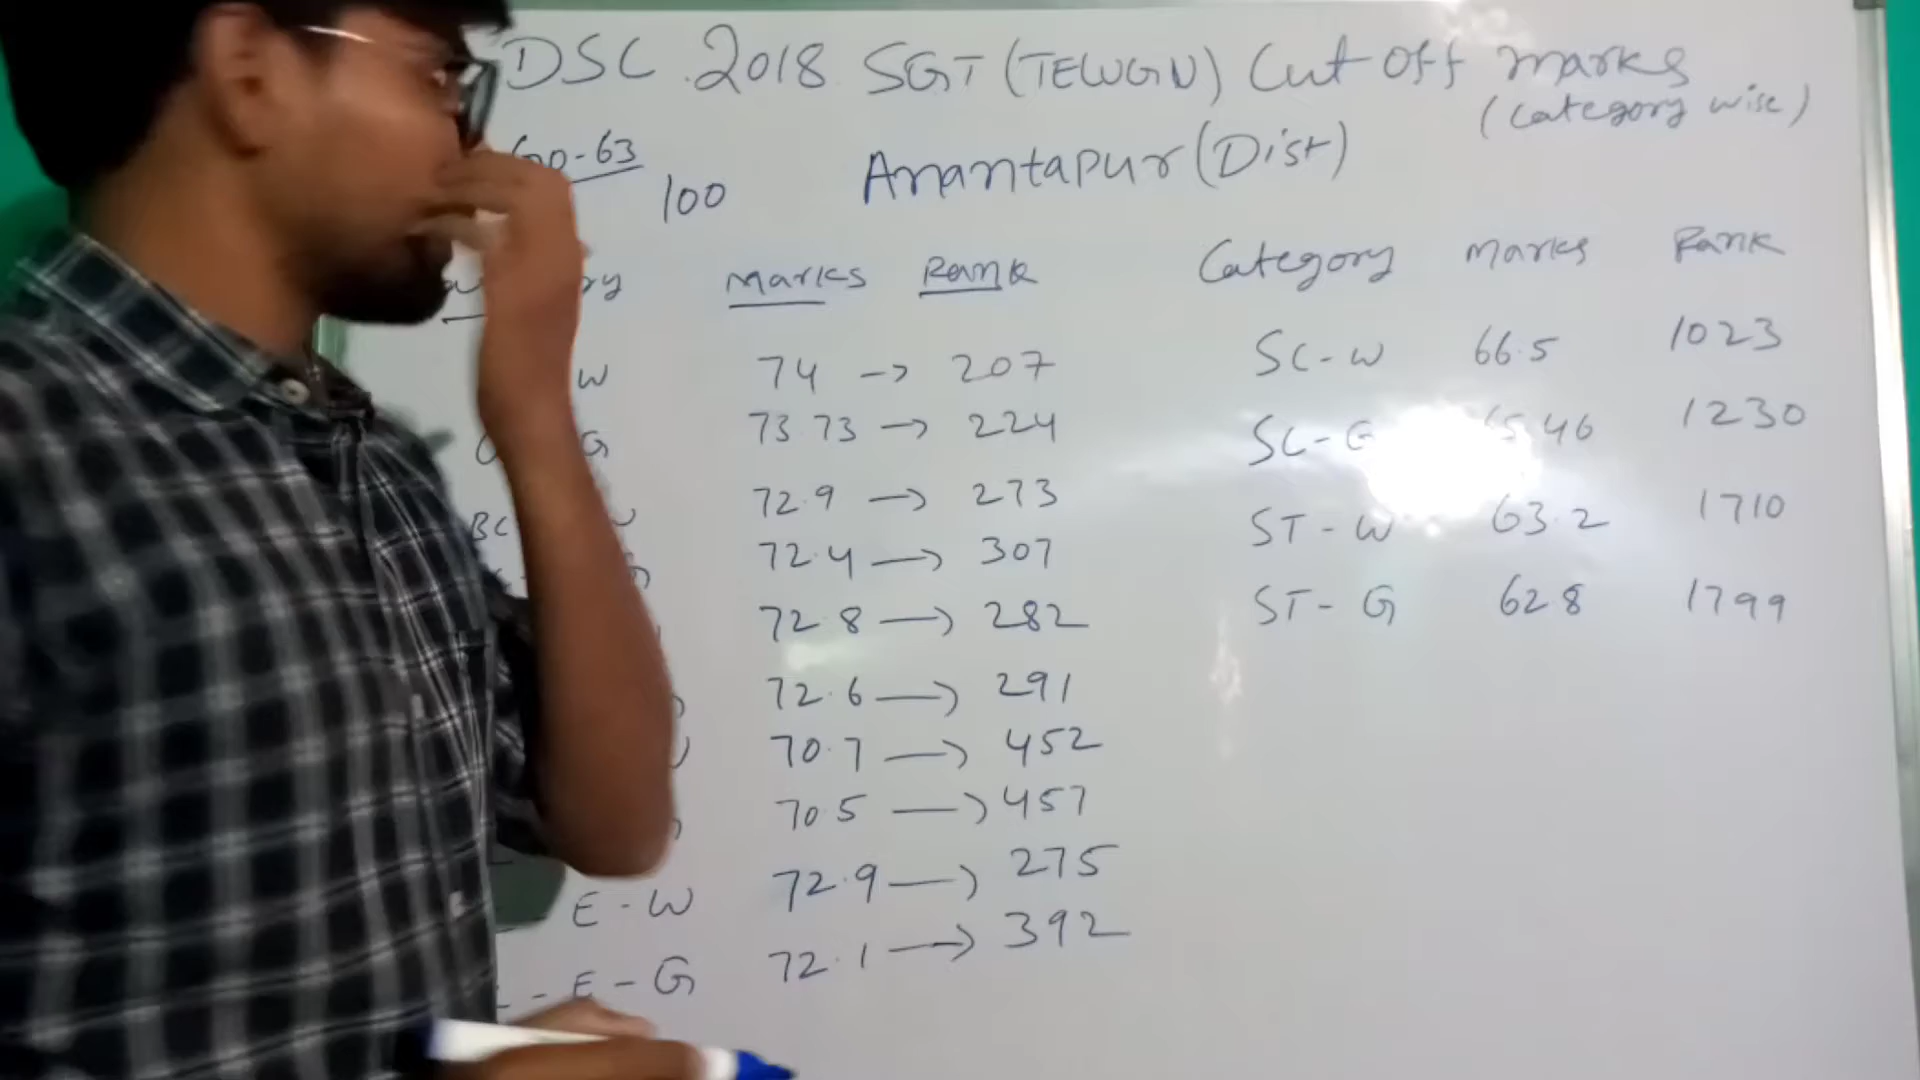 DSC 2018 SGT (TELUGU) Cut Off marks
(Category wise)
GO-63
100
Anantapur (Dist)
Marks Rank
W 74 -> 207
G 73.73 -> 224
BC 72.9 -> 273
72.4 -> 307
72.8 -> 282
72.6 -> 291
70.7 -> 452
70.5 -> 457
E - W 72.9 -> 275
- E - G 72.1 -> 392
Category Marks Rank
SC - W 66.5 1023
SC - G 1230
ST - W 63.2 1710
ST - G 62.8 1799